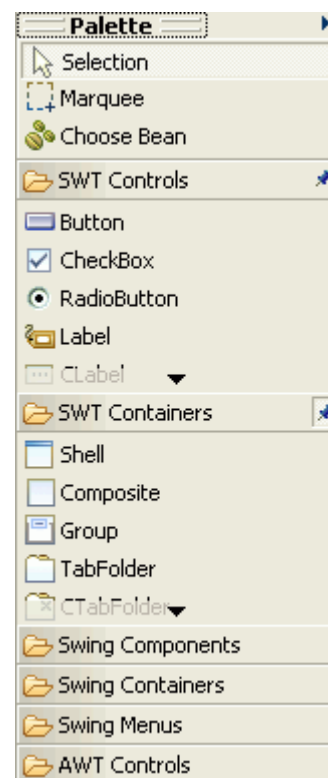 Palette
Selection
Marquee
Choose Bean
SWT Controls
Button
CheckBox
RadioButton
Label
CLabel
SWT Containers
Shell
Composite
Group
TabFolder
CTabFolder
Swing Components
Swing Containers
Swing Menus
AWT Controls